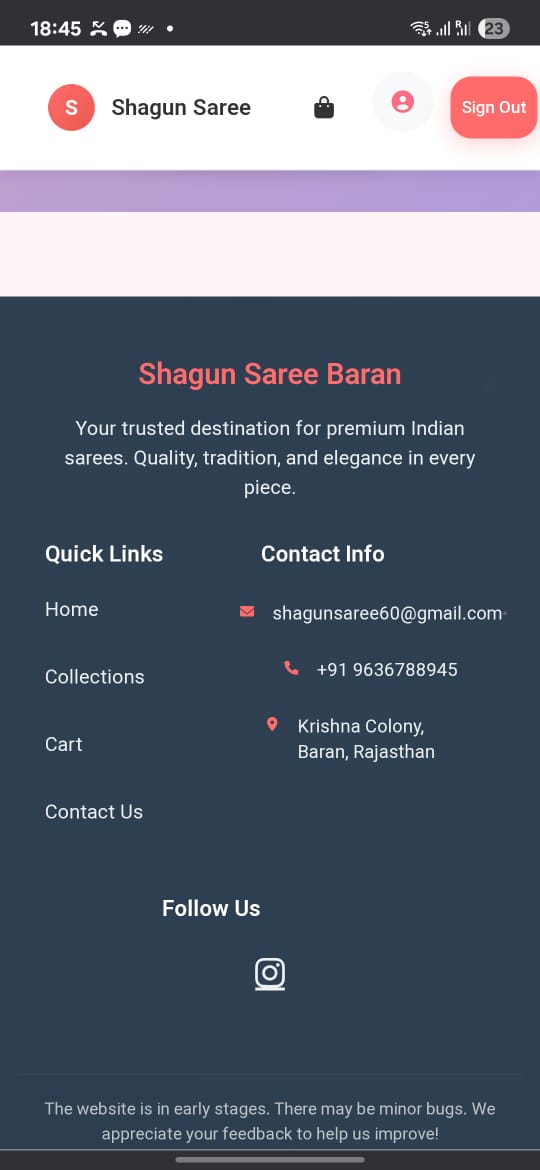 18:45
23
S
Shagun Saree
Sign Out
Shagun Saree Baran
Your trusted destination for premium Indian
sarees. Quality, tradition, and elegance in every
piece.
Quick Links
Home
Collections
Cart
Contact Us
Contact Info
shagunsaree60@gmail.com
+91 9636788945
Krishna Colony,
Baran, Rajasthan
Follow Us
The website is in early stages. There may be minor bugs. We
appreciate your feedback to help us improve!